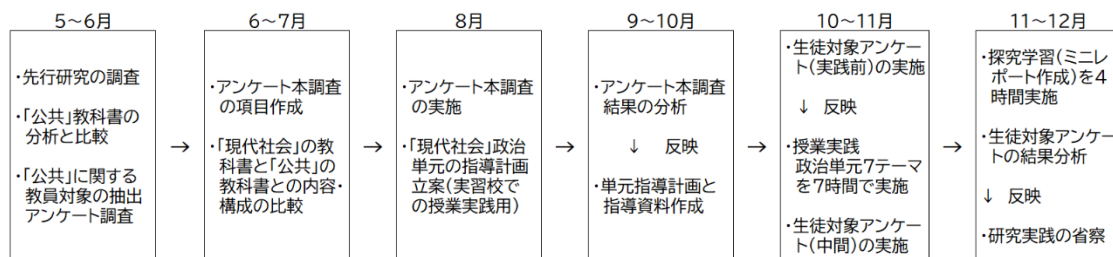 5～6月
・先行研究の調査
・「公共」教科書の
分析と比較
・「公共」に関する
教員対象の抽出
アンケート調査
→
6～7月
・アンケート本調査
の項目作成
・「現代社会」の教
科書と「公共」の
教科書との内容・
構成の比較
→
8月
・アンケート本調査
の実施
・「現代社会」政治
単元の指導計画
立案(実習校で
の授業実践用)
→
9～10月
・アンケート本調査
結果の分析
↓ 反映
・単元指導計画と
指導資料作成
→
10～11月
・生徒対象アンケー
ト(実践前)の実施
↓ 反映
・授業実践
政治単元7テーマ
を7時間で実施
・生徒対象アンケー
ト(中間)の実施
→
11～12月
・探究学習(ミニレ
ポート作成)を4
時間実施
・生徒対象アンケー
トの結果分析
↓ 反映
・研究実践の省察